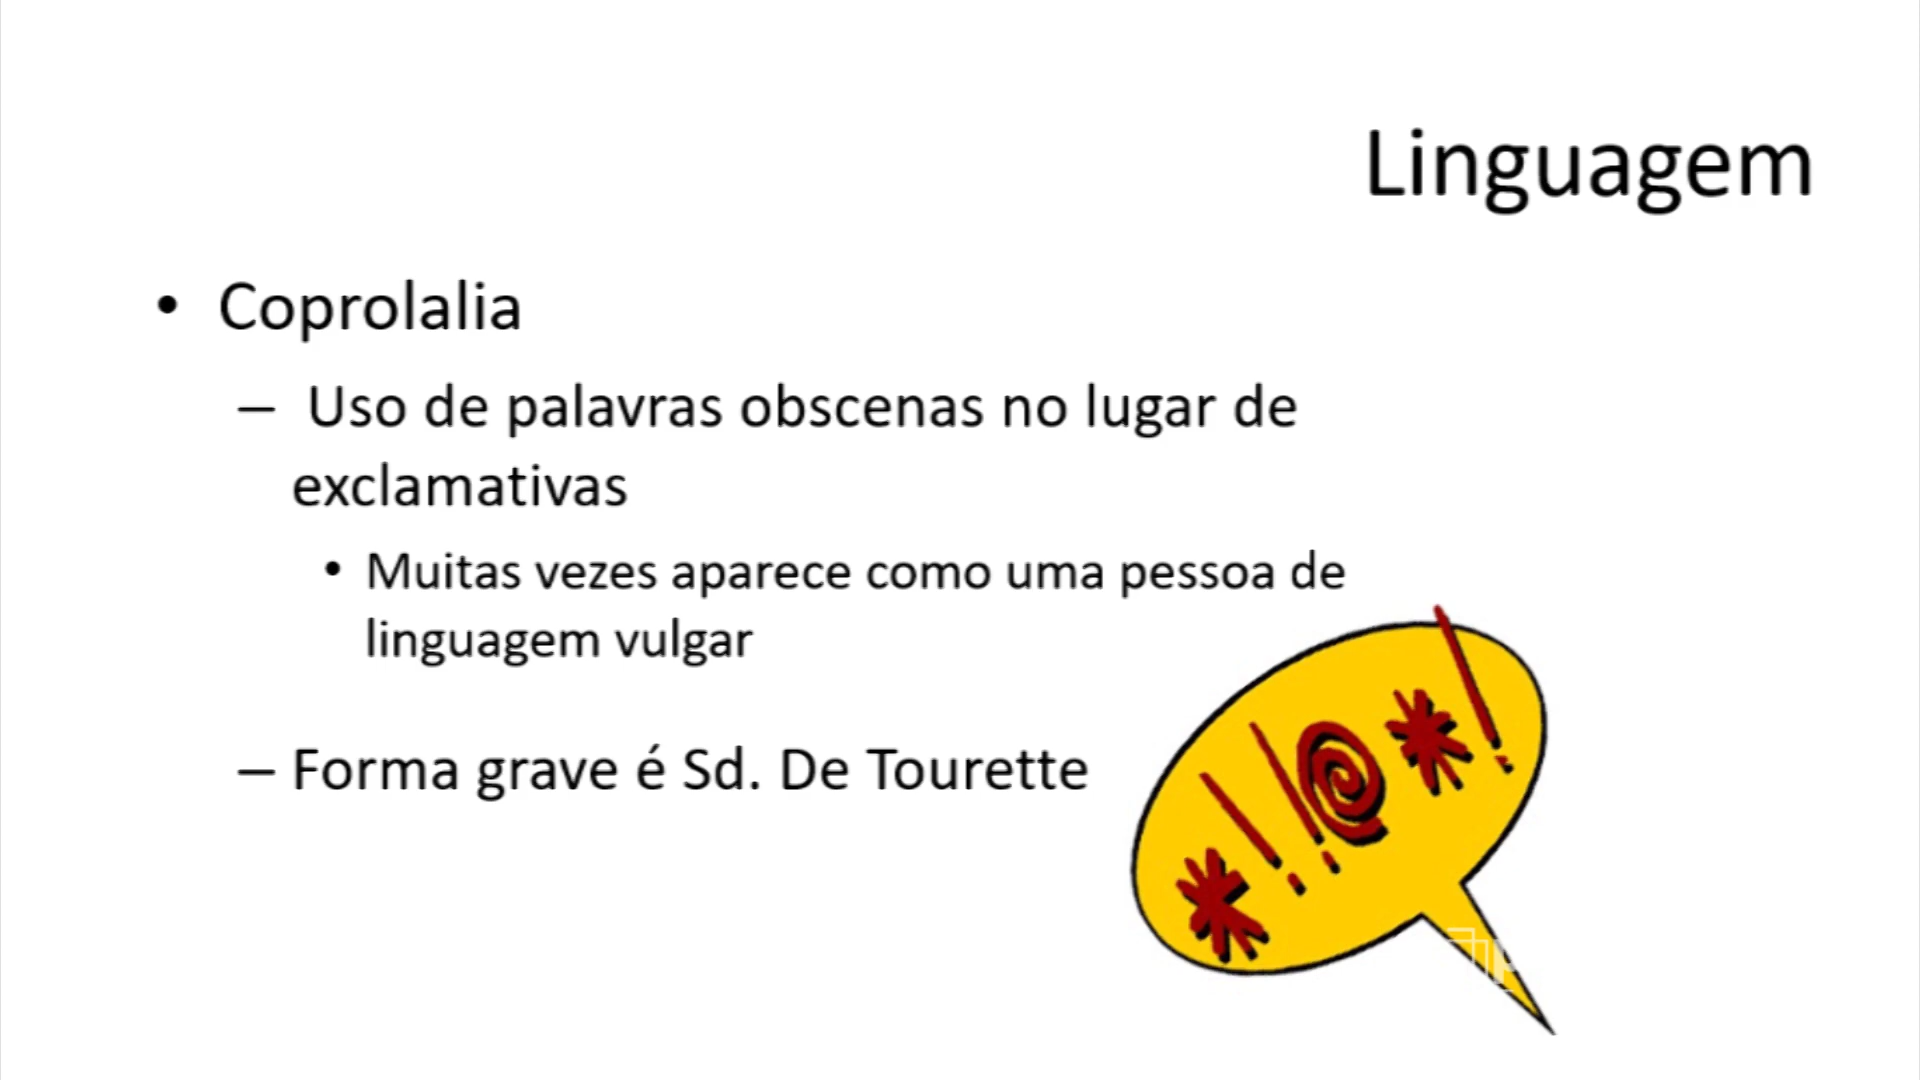 Linguagem
• Coprolalia
– Uso de palavras obscenas no lugar de
exclamativas
• Muitas vezes aparece como uma pessoa de
linguagem vulgar
– Forma grave é Sd. De Tourette
*!!@*!